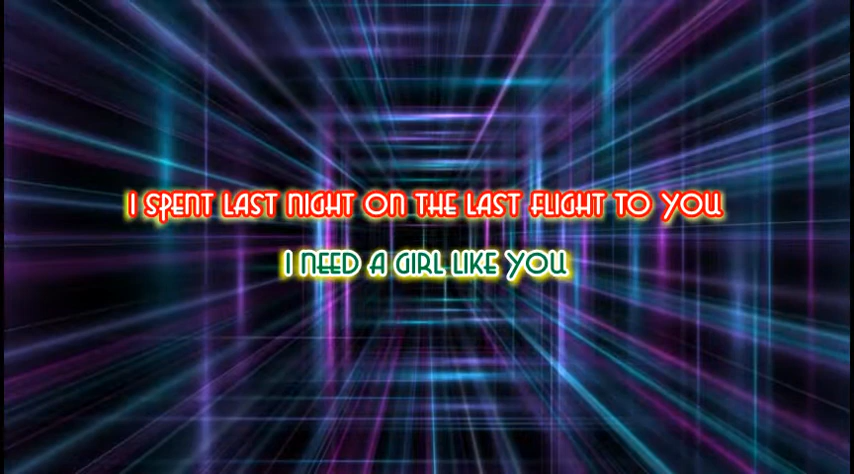 I SPENT LAST NIGHT ON THE LAST FLIGHT TO YOU
I NEED A GIRL LIKE YOU